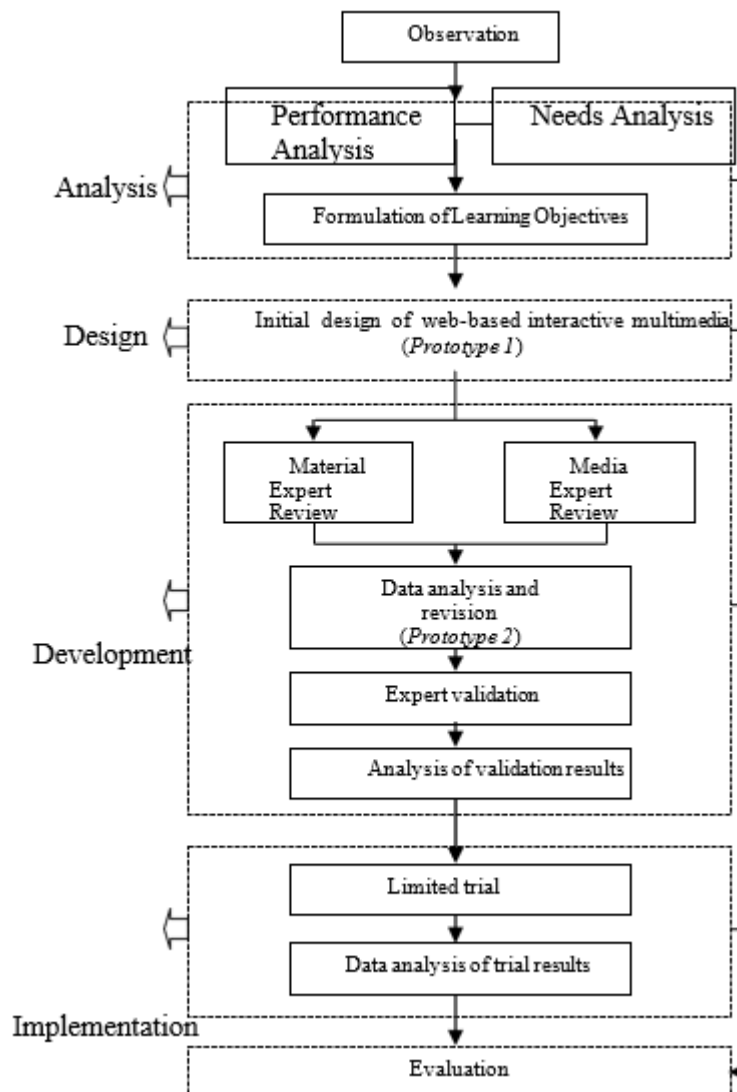 Observation
Performance
Analysis
Needs Analysis
Analysis
Formulation of Learning Objectives
Design
Initial design of web-based interactive multimedia
(Prototype 1)
Material
Expert
Review
Media
Expert
Review
Data analysis and
revision
(Prototype 2)
Development
Expert validation
Analysis of validation results
Limited trial
Data analysis of trial results
Implementation
Evaluation